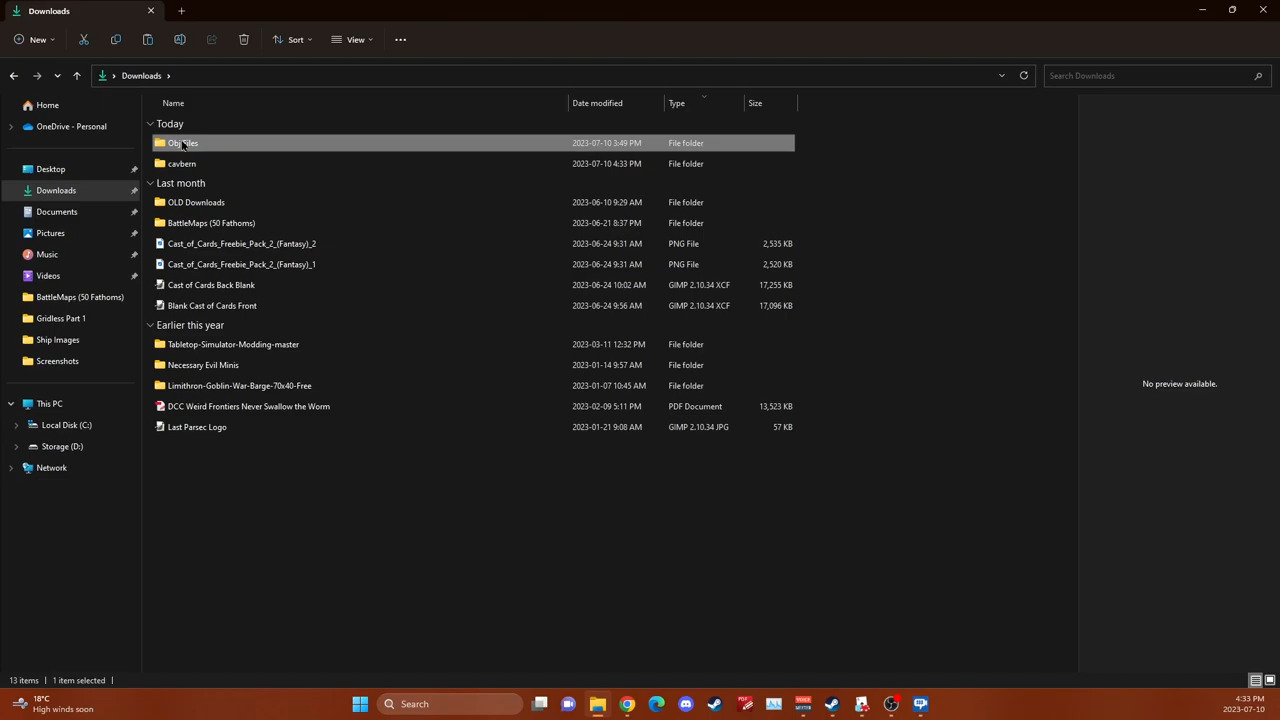 Downloads
New
Sort
View
Downloads
Search Downloads
Name Date modified Type Size
Home
OneDrive - Personal
Desktop
Downloads
Documents
Pictures
Music
Videos
BattleMaps (50 Fathoms)
Gridless Part 1
Ship Images
Screenshots
This PC
Local Disk (C:)
Storage (D:)
Network
Today
Obj Files 2023-07-10 3:49 PM File folder
cavbern 2023-07-10 4:33 PM File folder
Last month
OLD Downloads 2023-06-10 9:29 AM File folder
BattleMaps (50 Fathoms) 2023-06-21 8:37 PM File folder
Cast_of_Cards_Freebie_Pack_2_(Fantasy)_2 2023-06-24 9:31 AM PNG File 2,535 KB
Cast_of_Cards_Freebie_Pack_2_(Fantasy)_1 2023-06-24 9:31 AM PNG File 2,520 KB
Cast of Cards Back Blank 2023-06-24 10:02 AM GIMP 2.10.34 XCF 17,255 KB
Blank Cast of Cards Front 2023-06-24 9:56 AM GIMP 2.10.34 XCF 17,096 KB
Earlier this year
Tabletop-Simulator-Modding-master 2023-03-11 12:32 PM File folder
Necessary Evil Minis 2023-01-14 9:57 AM File folder
Limithron-Goblin-War-Barge-70x40-Free 2023-01-07 10:45 AM File folder
DCC Weird Frontiers Never Swallow the Worm 2023-02-09 5:11 PM PDF Document 13,523 KB
Last Parsec Logo 2023-01-21 9:08 AM GIMP 2.10.34 JPG 57 KB
No preview available.
13 items 1 item selected
18°C
High winds soon
Search
4:33 PM
2023-07-10